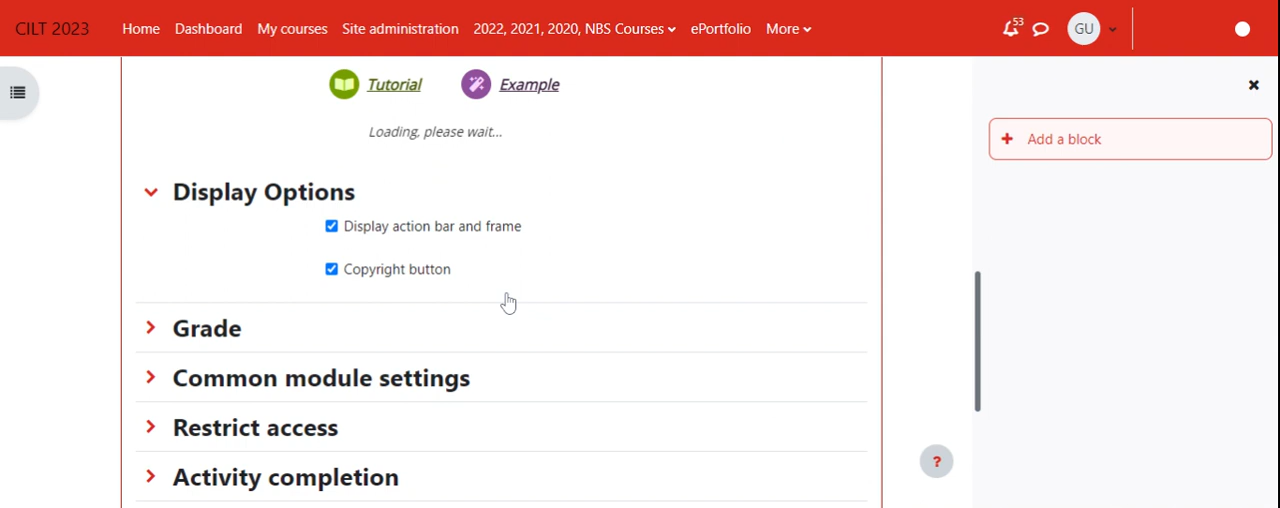 CILT 2023 Home Dashboard My courses Site administration 2022, 2021, 2020, NBS Courses ePortfolio More 53 GU
Tutorial Example
Loading, please wait...
Add a block
Display Options
Display action bar and frame
Copyright button
Grade
Common module settings
Restrict access
Activity completion
?